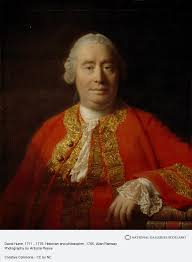 NATIONAL GALLERIES SCOTLAND
David Hume, 1711 - 1776. Historian and philosopher, 1766, Allan Ramsay
Photography by Antonia Reeve
Creative Commons - CC by NC